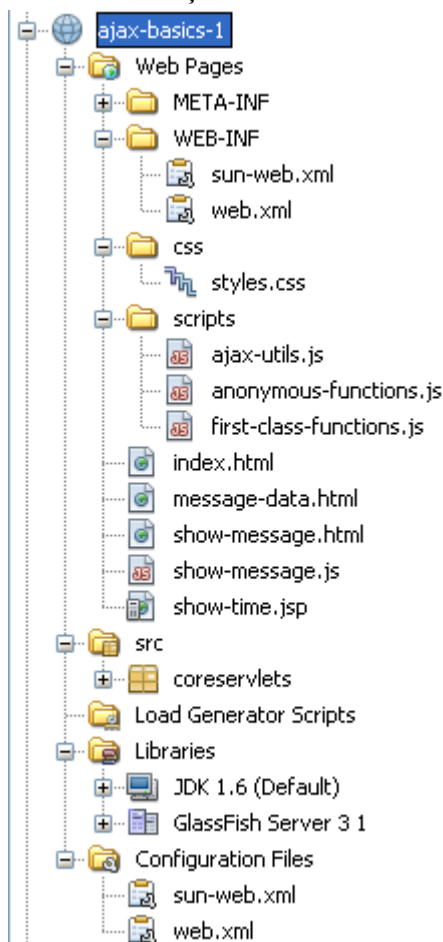 ajax-basics-1
Web Pages
META-INF
WEB-INF
sun-web.xml
web.xml
css
styles.css
scripts
ajax-utils.js
anonymous-functions.js
first-class-functions.js
index.html
message-data.html
show-message.html
show-message.js
show-time.jsp
src
coreservlets
Load Generator Scripts
Libraries
JDK 1.6 (Default)
GlassFish Server 3 1
Configuration Files
sun-web.xml
web.xml